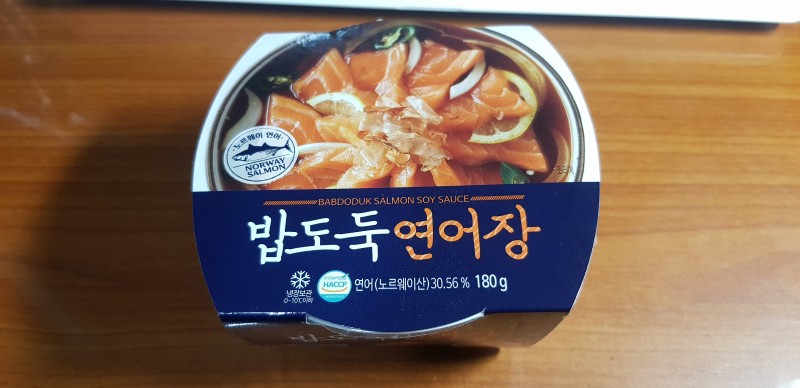 노르웨이 연어
NORWAY
SALMON
BABDODUK SALMON SOY SAUCE
밥도둑 연어장
냉장보관
0~10℃이하
HACCP
연어(노르웨이산)30.56% 180g